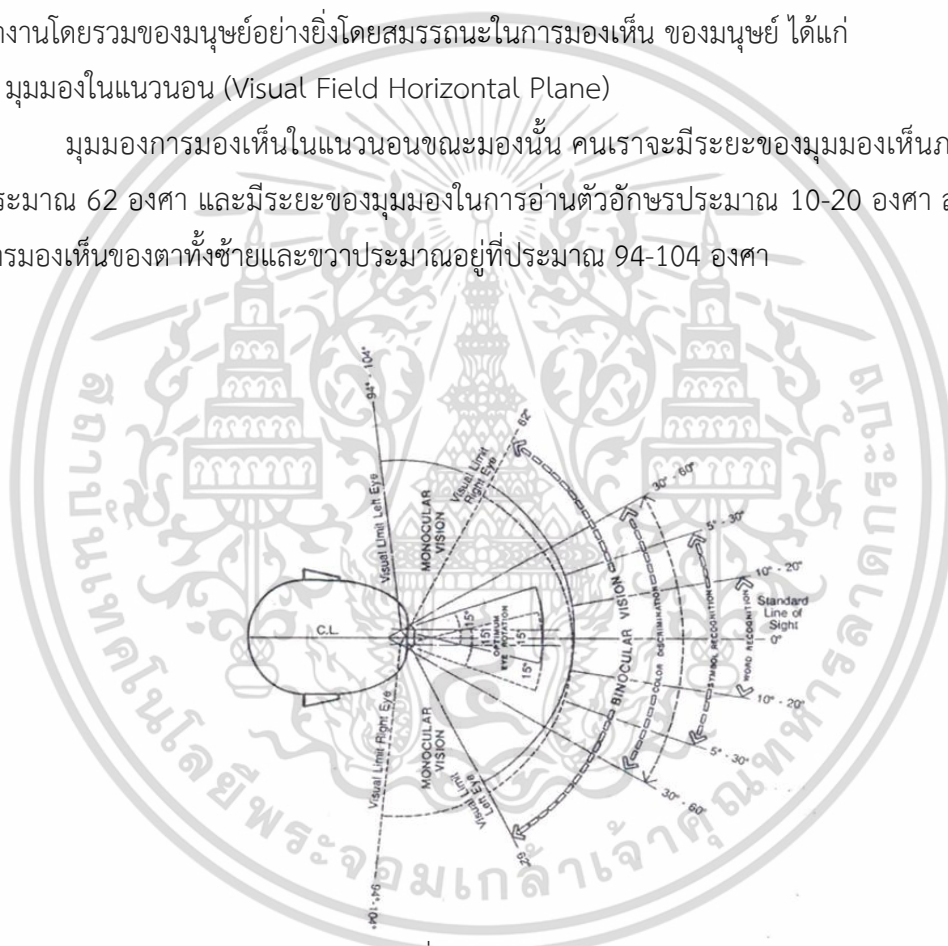 างานโดยรวมของมนุษย์อย่างยิ่งโดยสมรรถนะในการมองเห็น ของมนุษย์ ได้แก่
มุมมองในแนวนอน (Visual Field Horizontal Plane)
มุมมองการมองเห็นในแนวนอนขณะมองนั้น คนเราจะมีระยะของมุมมองเห็นภ
ระมาณ 62 องศา และมีระยะของมุมมองในการอ่านตัวอักษรประมาณ 10-20 องศา ส
ารมองเห็นของตาทั้งซ้ายและขวาประมาณอยู่ที่ประมาณ 94-104 องศา
94° - 104°
Visual Limit Left Eye
MONOCULAR
VISION
Visual Limit
Right Eye
62°
30° - 60°
5° - 30°
10° - 20°
Standard
Line of
Sight
0°
C.L.
15°
15°
OPTIMUM
EYE ROTATION
15°
15°
BINOCULAR VISION
COLOR DISCRIMINATION
SYMBOL RECOGNITION
WORD RECOGNITION
10° - 20°
5° - 30°
30° - 60°
62°
Visual Limit
Left Eye
MONOCULAR
VISION
Visual Limit Right Eye
94°-104°
สถาบันเทคโนโลยีพระจอมเกล้าเจ้าคุณทหารลาดกระบัง